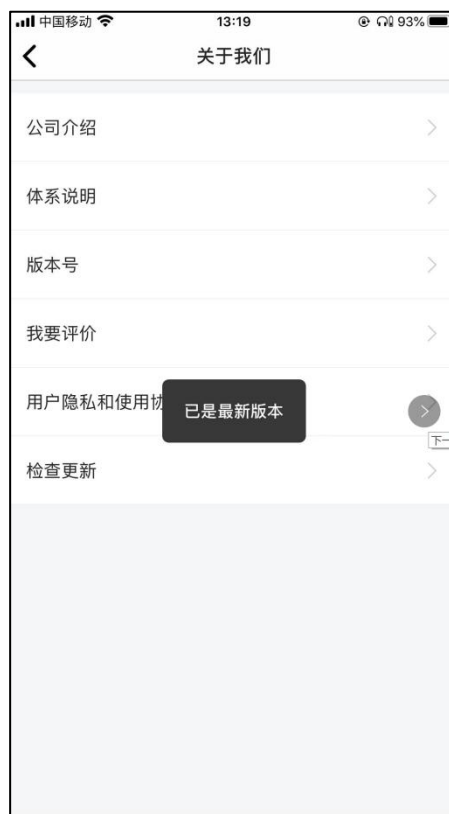 中国移动 13:19 93%
关于我们
公司介绍
体系说明
版本号
我要评价
用户隐私和使用协
已是最新版本
下一
检查更新